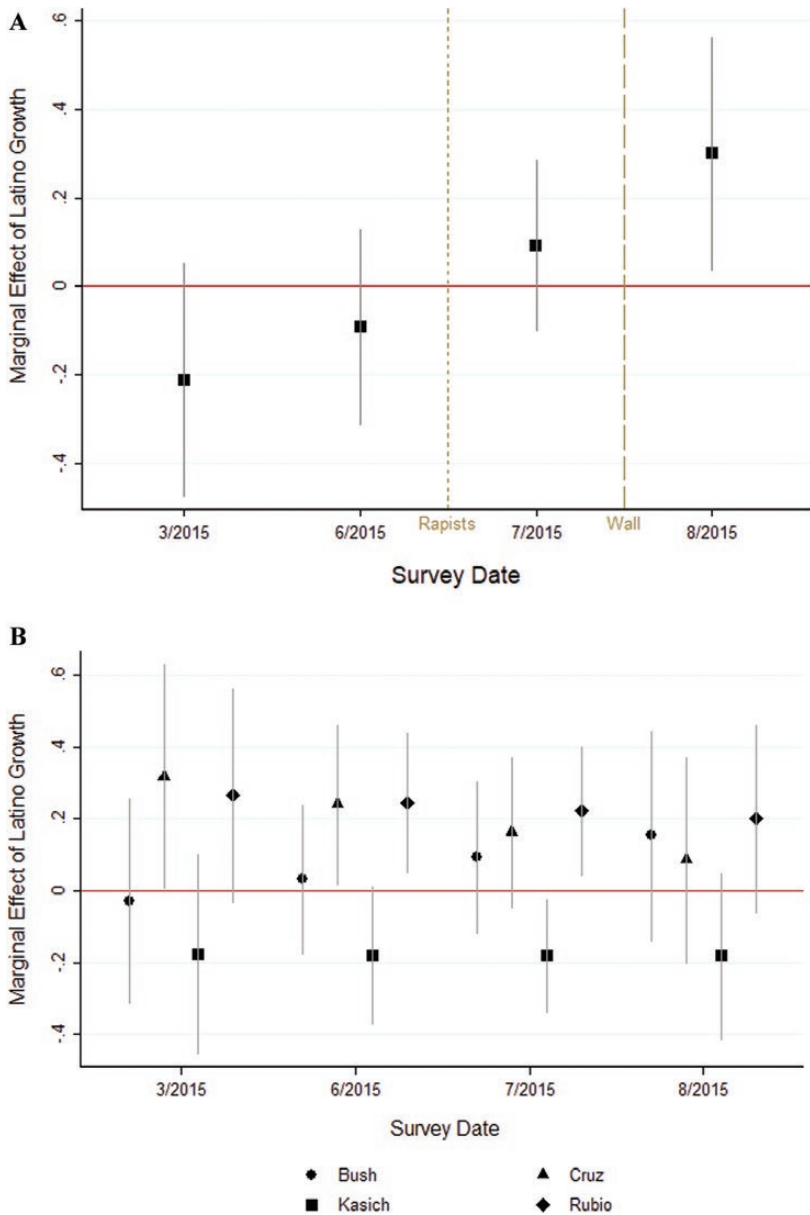 A
.6
.4
.2
0
-.2
-.4
Marginal Effect of Latino Growth
Rapists
Wall
3/2015
6/2015
7/2015
8/2015
Survey Date
B
.6
.4
.2
0
-.2
-.4
Marginal Effect of Latino Growth
3/2015
6/2015
7/2015
8/2015
Survey Date
Bush
Cruz
Kasich
Rubio